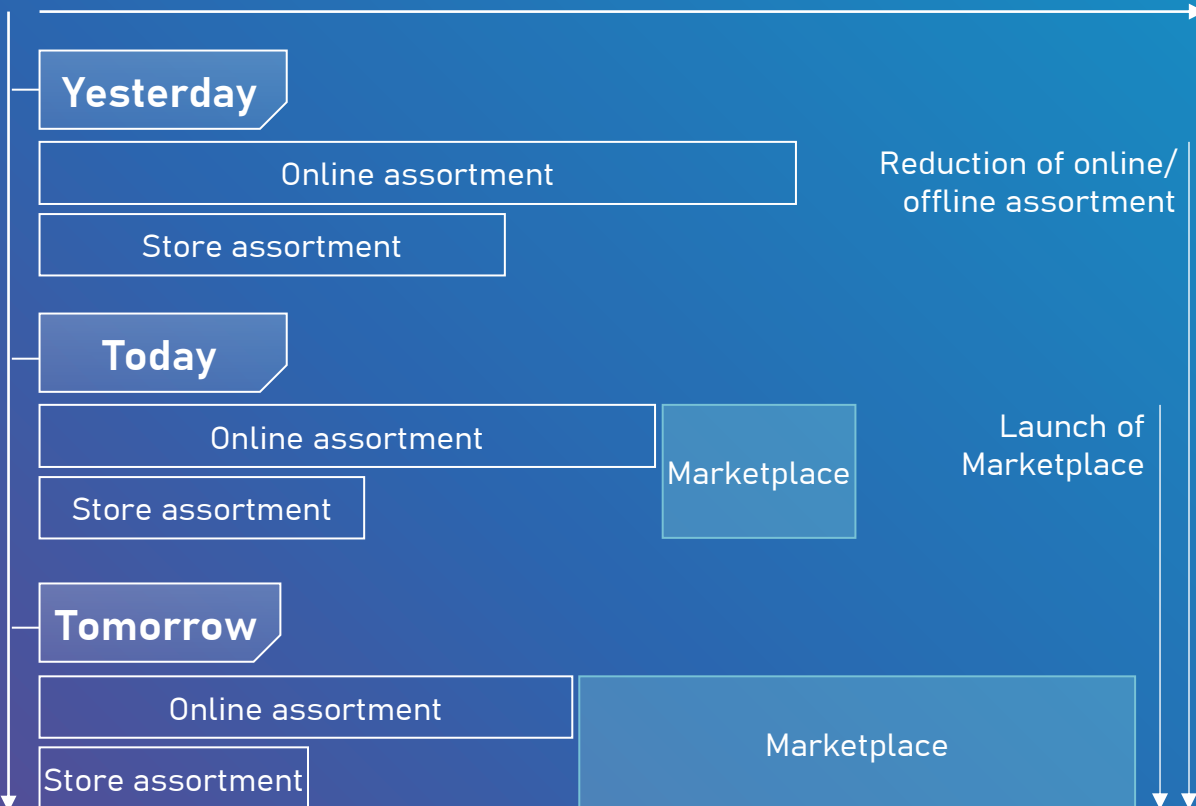 Yesterday
Online assortment
Reduction of online/
offline assortment
Store assortment
Today
Online assortment
Launch of
Marketplace
Marketplace
Store assortment
Tomorrow
Online assortment
Marketplace
Store assortment